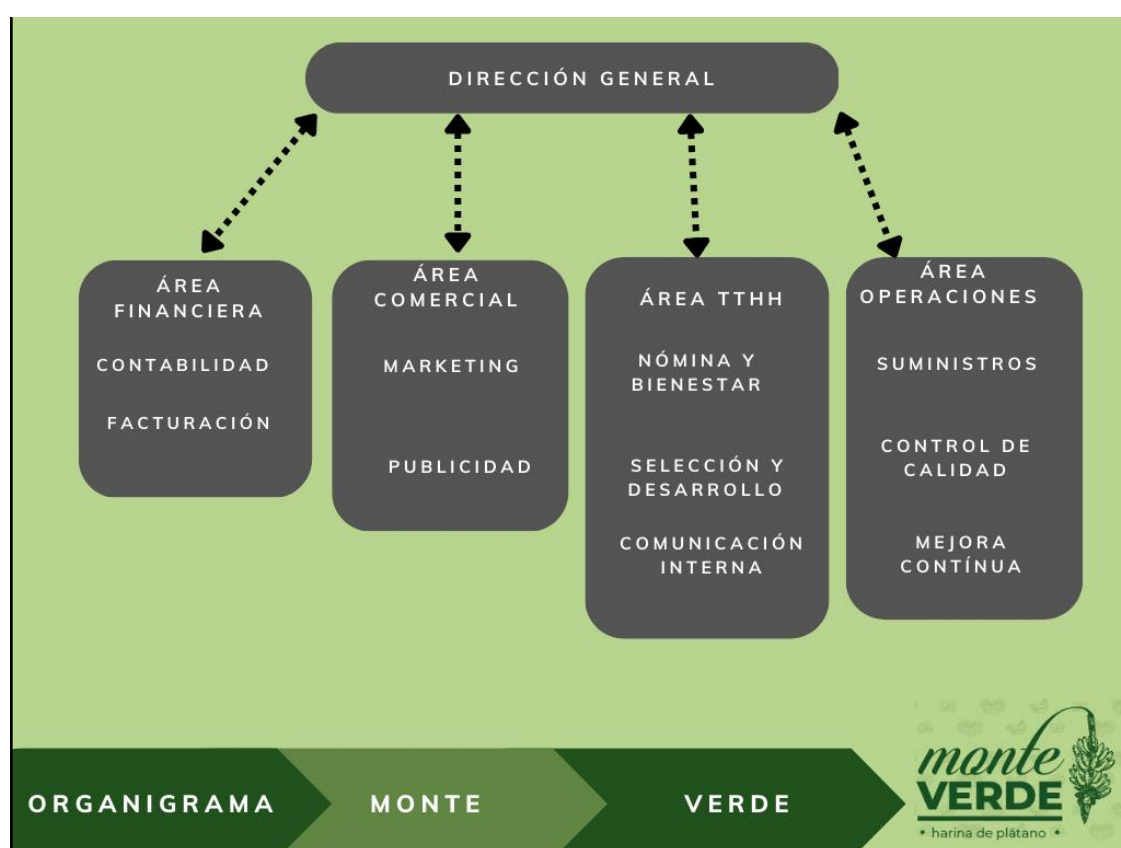 DIRECCIÓN GENERAL
ÁREA
FINANCIERA
CONTABILIDAD
FACTURACIÓN
ÁREA
COMERCIAL
MARKETING
PUBLICIDAD
ÁREA TTHH
NÓMINA Y
BIENESTAR
SELECCIÓN Y
DESARROLLO
COMUNICACIÓN
INTERNA
ÁREA
OPERACIONES
SUMINISTROS
CONTROL DE
CALIDAD
MEJORA
CONTÍNUA
ORGANIGRAMA
MONTE
VERDE
monte
VERDE
• harina de plátano •